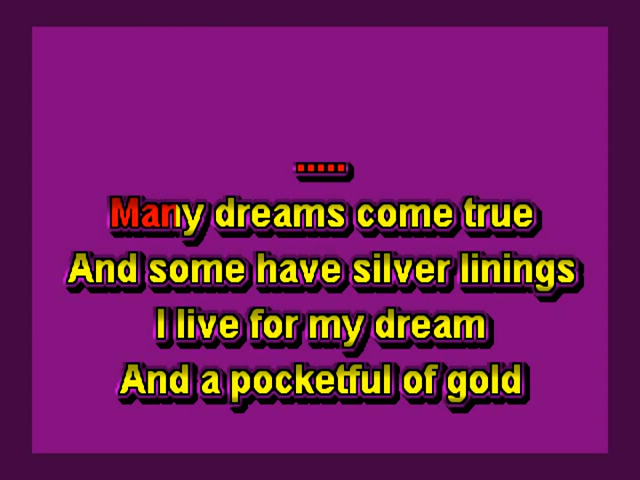 .....
Many dreams come true
And some have silver linings
I live for my dream
And a pocketful of gold